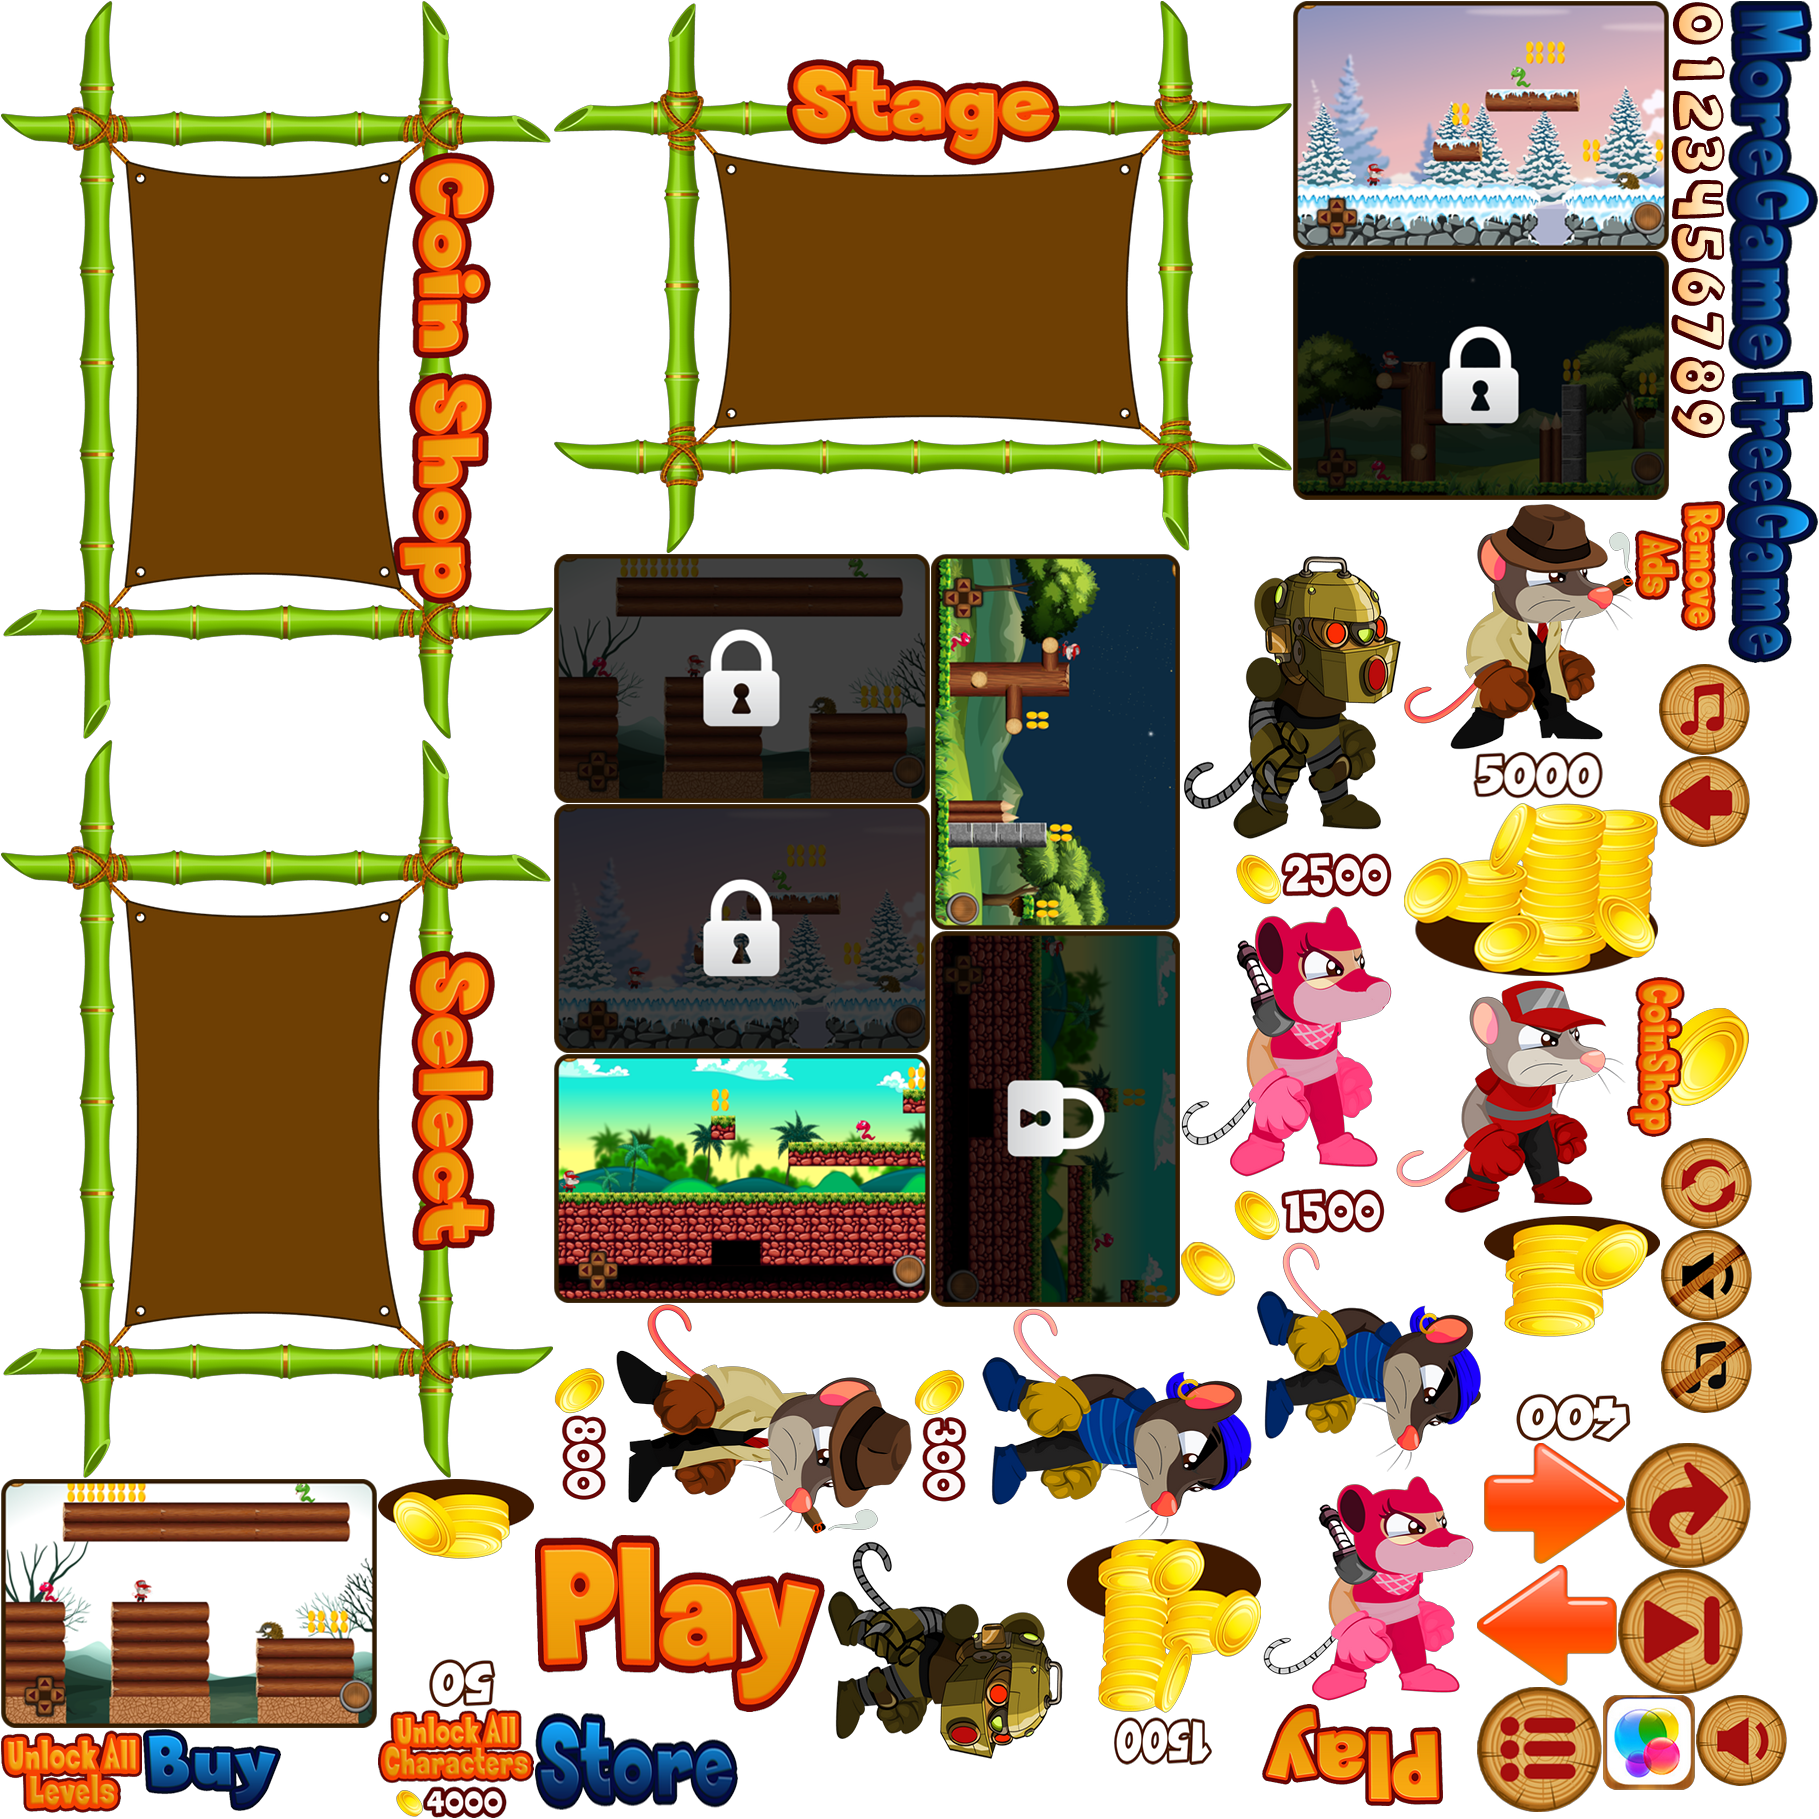 Stage
Coin Shop
0123456789
MoreGame FreeGame
Remove
Ads
5000
2500
Select
CoinShop
1500
800
300
400
Play
50
Unlock All
Levels
Buy
Unlock All
Characters
4000
Store
1500
Play